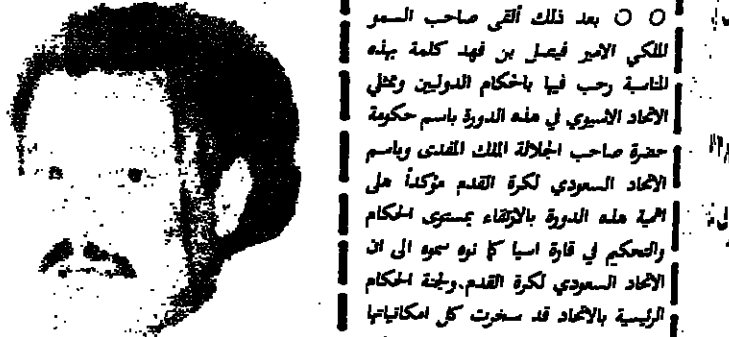 ○ ○ بعد ذلك ألقى صاحب السمو
الملكي الامير فيصل بن فهد كلمة بهذه
المناسبة رحب فيها باحكام الدوليين وممثلي
الاتحاد الاسيوي في هذه الدورة باسم حكومة
حضرة صاحب الجلالة الملك المفدى وباسم
الاتحاد السعودي لكرة القدم مؤكداً على
اهمية هذه الدورة بالارتقاء بمستوى الحكام
والتحكيم في قارة اسيا كما نوه سموه الى ان
الاتحاد السعودي لكرة القدم.ولجنة الحكام
الرئيسية بالاتحاد قد سخرت كل امكانياتها